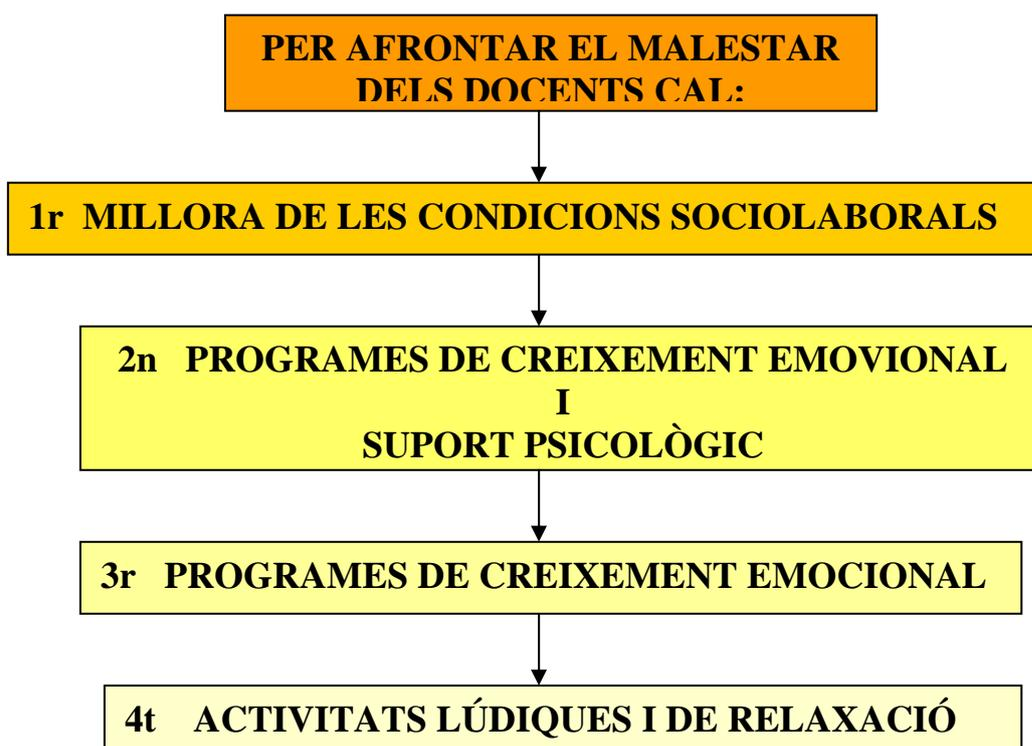 PER AFRONTAR EL MALESTAR
DELS DOCENTS CAL:
1r MILLORA DE LES CONDICIONS SOCIOLABORALS
2n PROGRAMES DE CREIXEMENT EMOVIONAL
I
SUPORT PSICOLÒGIC
3r PROGRAMES DE CREIXEMENT EMOCIONAL
4t ACTIVITATS LÚDIQUES I DE RELAXACIÓ